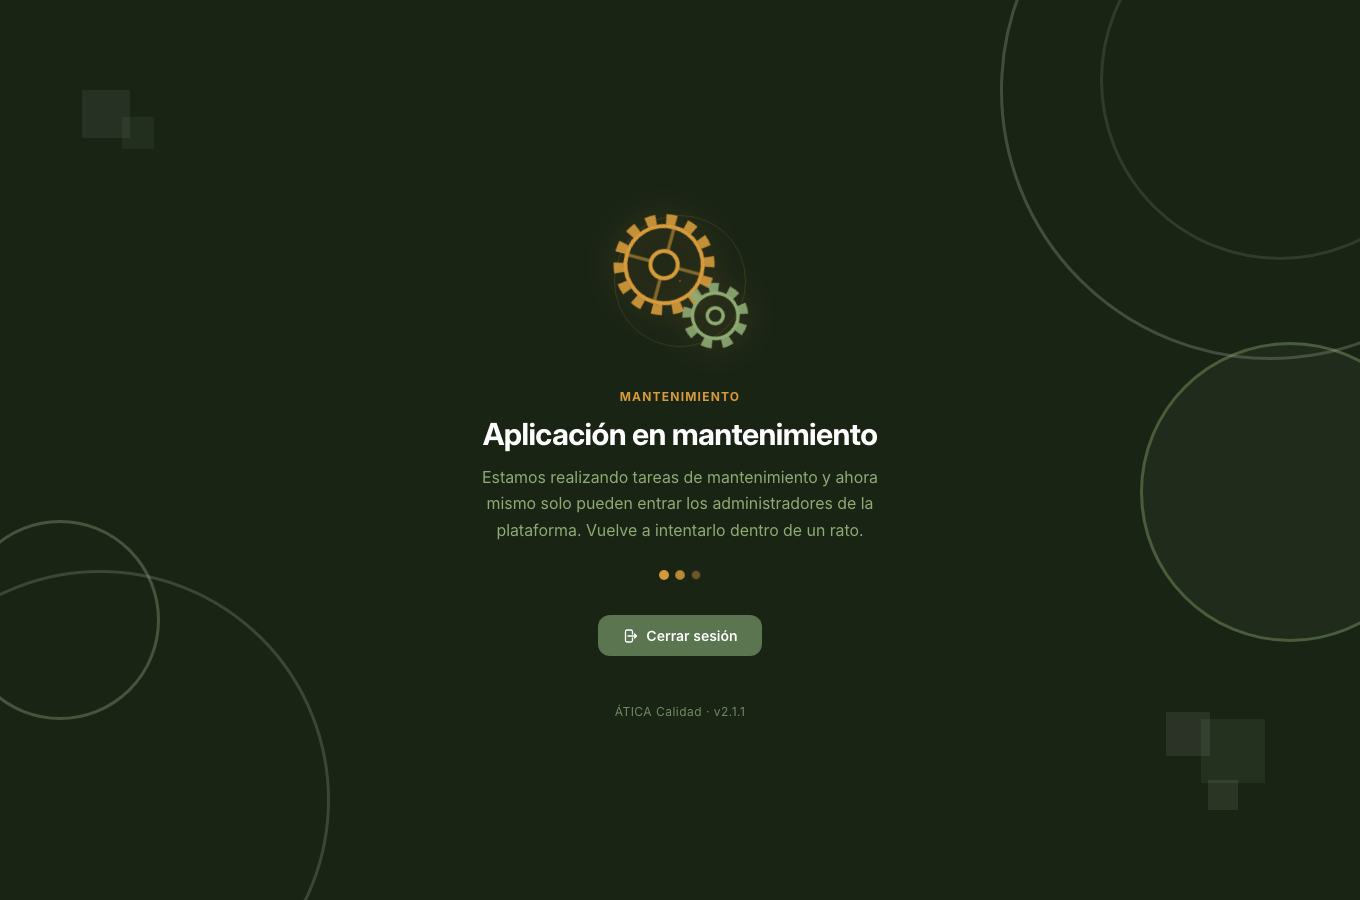 MANTENIMIENTO
Aplicación en mantenimiento
Estamos realizando tareas de mantenimiento y ahora
mismo solo pueden entrar los administradores de la
plataforma. Vuelve a intentarlo dentro de un rato.
Cerrar sesión
ÁTICA Calidad · v2.1.1